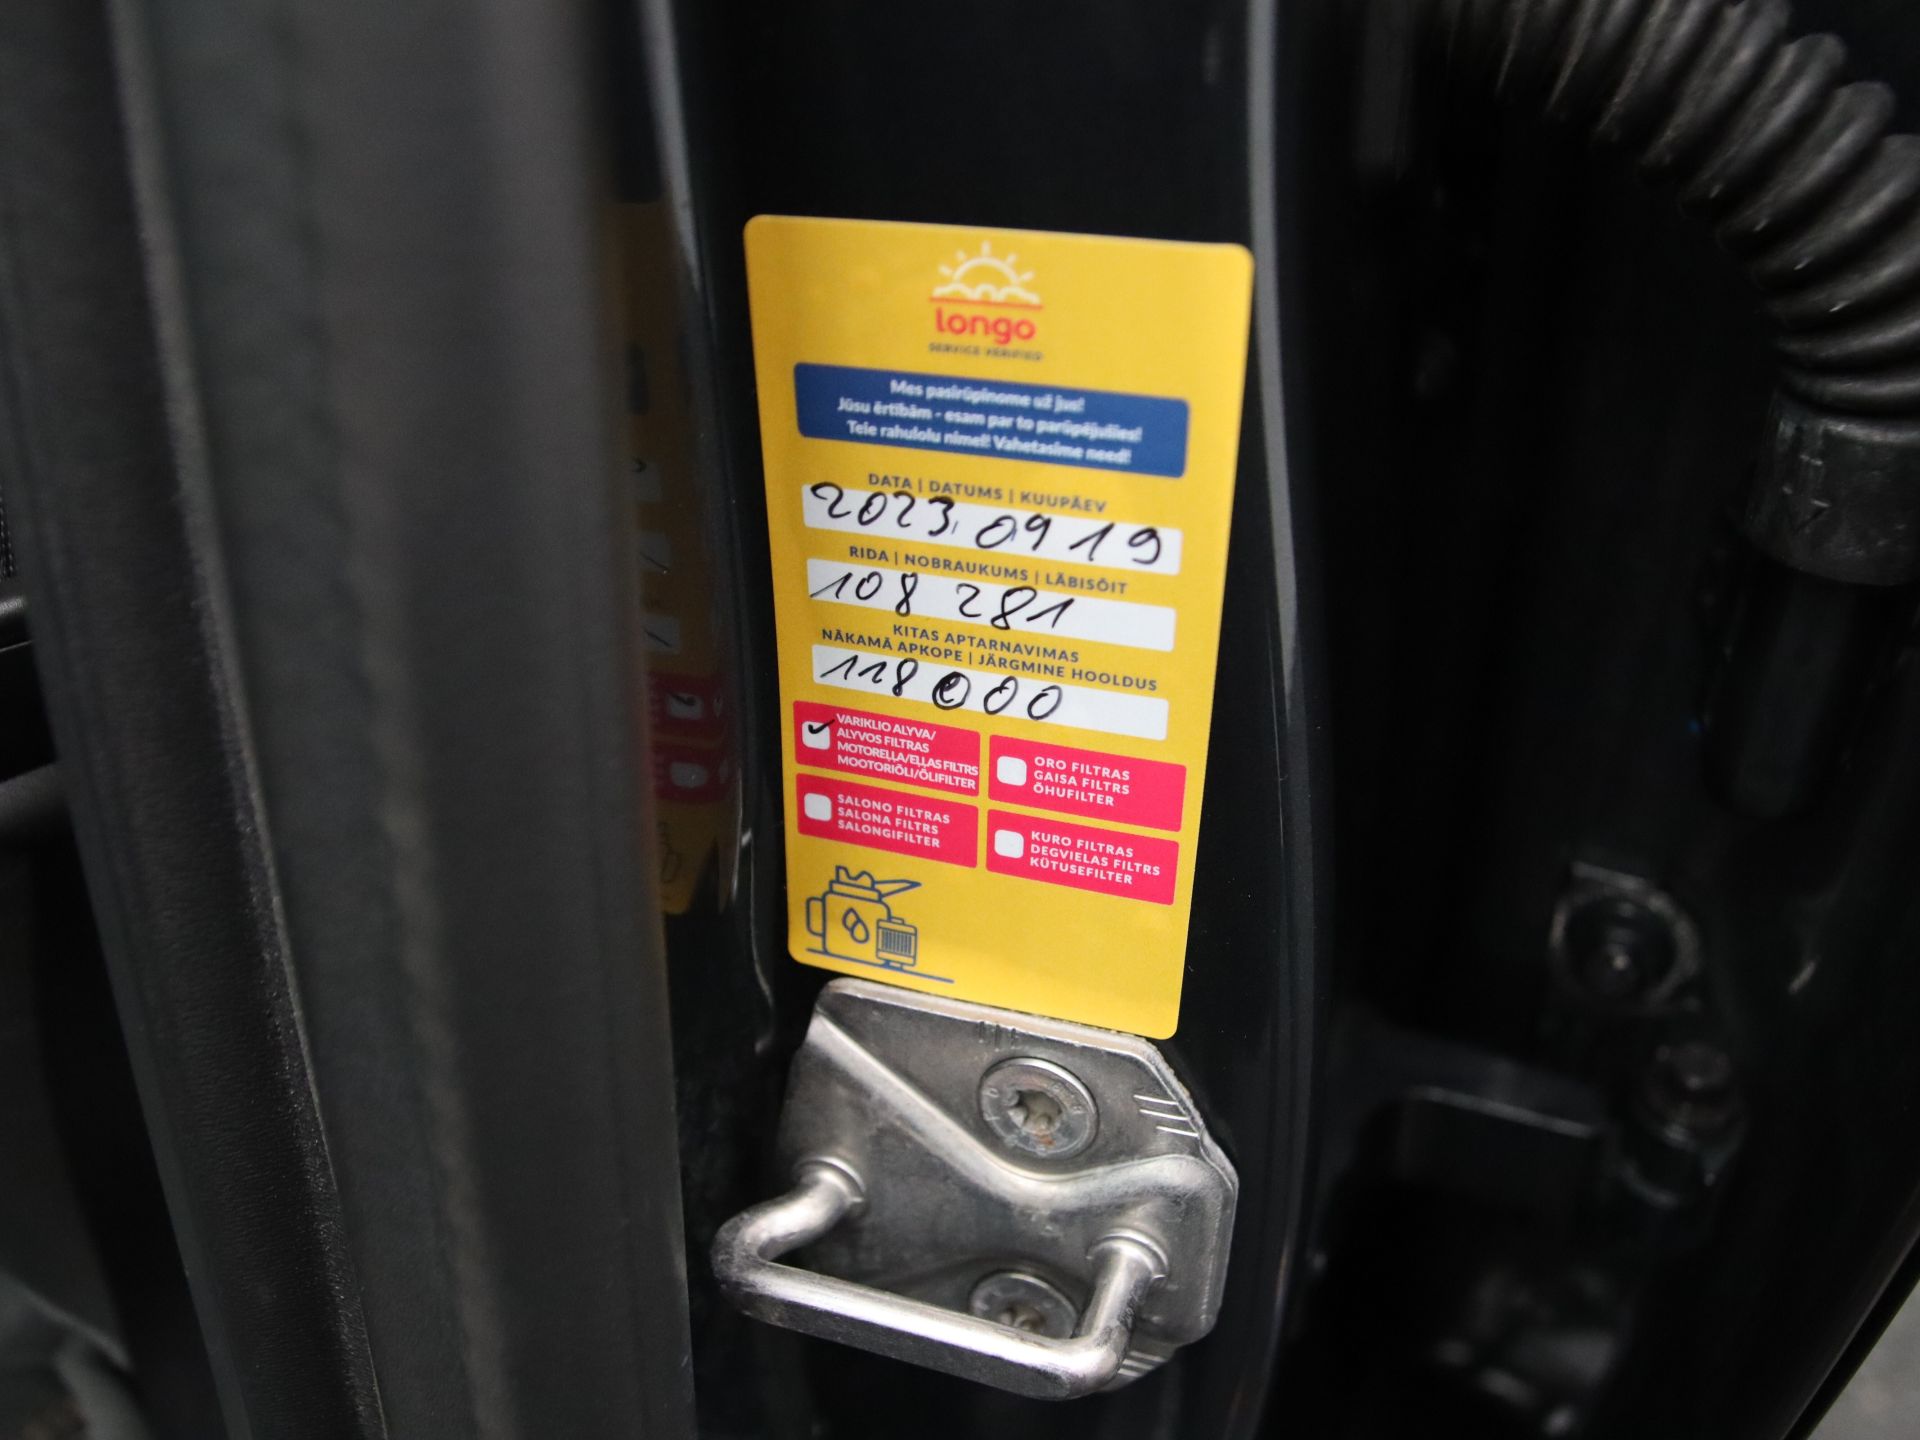 longo
SERVICE VERIFIED
Mes pasirūpinome už jus!
Jūsu ērtībām - esam par to parūpējušies!
Teie rahulolu nimel! Vahetasime need!
DATA | DATUMS | KUUPÄEV
2023.09 19
RIDA | NOBRAUKUMS | LÄBISÕIT
108 281
KITAS APTARNAVIMAS
NĀKAMĀ APKOPE | JÄRGMINE HOOLDUS
118 000
VARIKLIO ALYVA/
ALYVOS FILTRAS
MOTOREĻĻA/EĻĻAS FILTRS
MOOTORIÕLI/ÕLIFILTER
ORO FILTRAS
GAISA FILTRS
ÕHUFILTER
SALONO FILTRAS
SALONA FILTRS
SALONGIFILTER
KURO FILTRAS
DEGVIELAS FILTRS
KÜTUSEFILTER